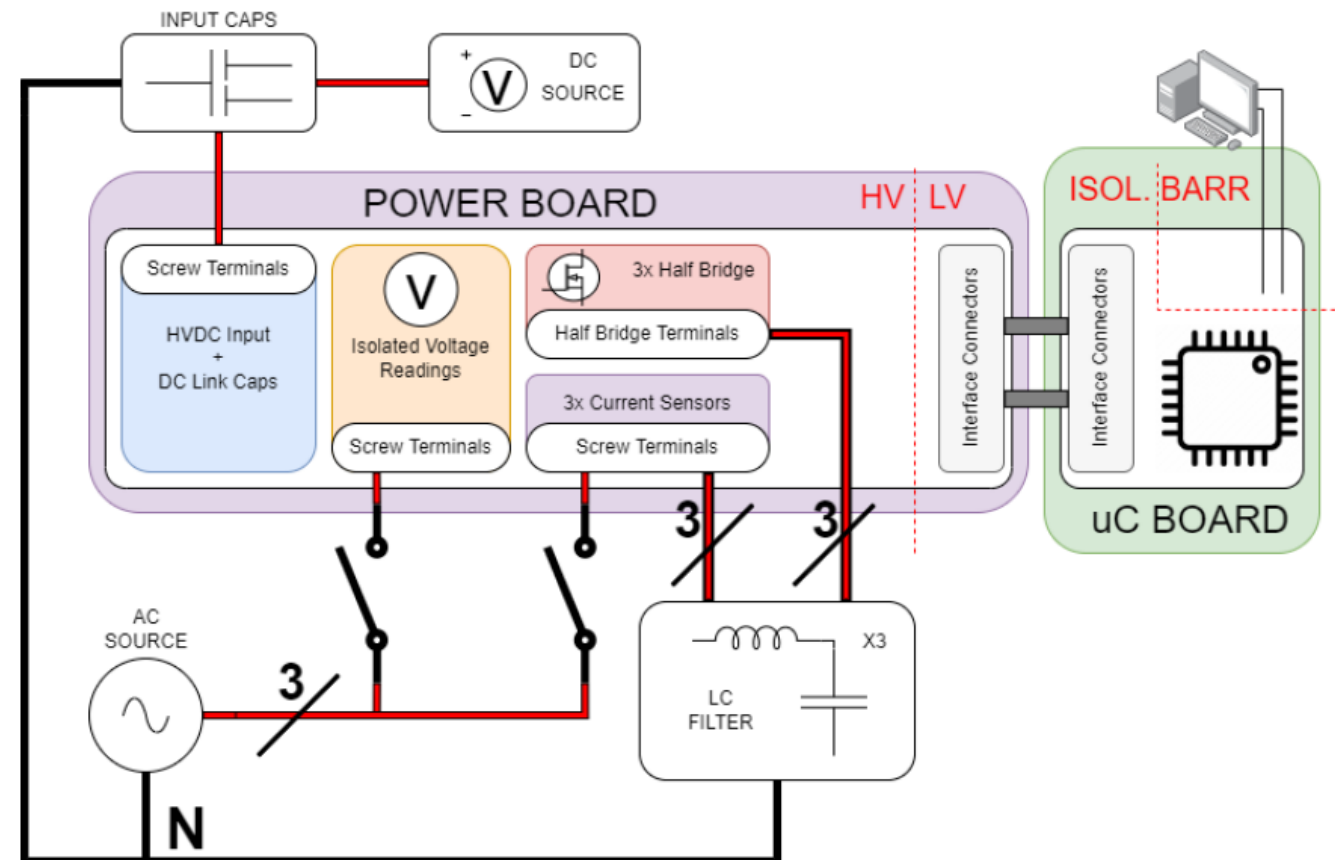 INPUT CAPS
+
V
-
DC
SOURCE
POWER BOARD
HV
LV
ISOL.
BARR
Screw Terminals
HVDC Input
+
DC Link Caps
V
Isolated Voltage
Readings
Screw Terminals
3x Half Bridge
Half Bridge Terminals
3x Current Sensors
Screw Terminals
Interface Connectors
Interface Connectors
uC BOARD
3
3
AC
SOURCE
3
X3
LC
FILTER
N